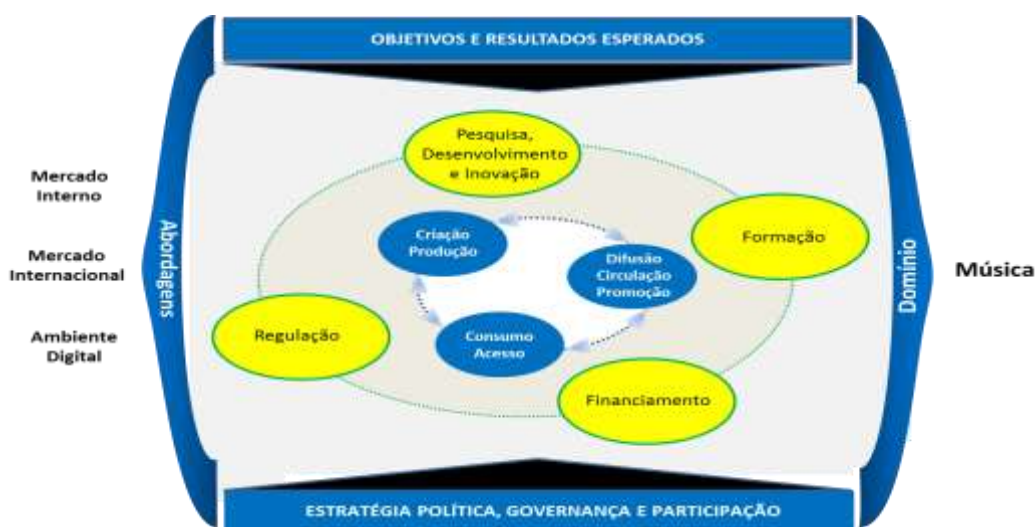 OBJETIVOS E RESULTADOS ESPERADOS
Pesquisa,
Desenvolvimento
e Inovação
Mercado
Interno
Mercado
Internacional
Ambiente
Digital
Abordagens
Criação
Produção
Difusão
Circulação
Promoção
Consumo
Acesso
Formação
Regulação
Financiamento
Domínio
Música
ESTRATÉGIA POLÍTICA, GOVERNANÇA E PARTICIPAÇÃO